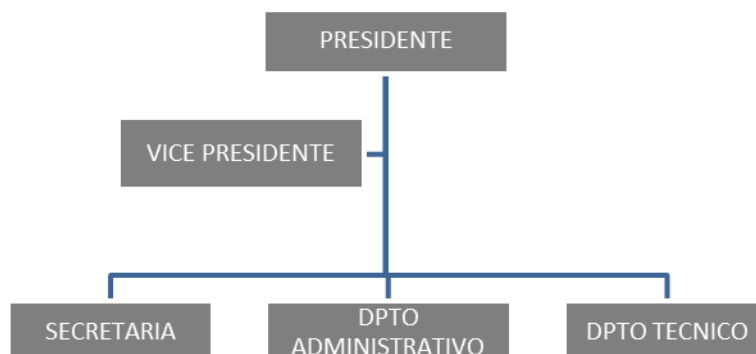 PRESIDENTE
VICE PRESIDENTE
SECRETARIA
DPTO
ADMINISTRATIVO
DPTO TECNICO